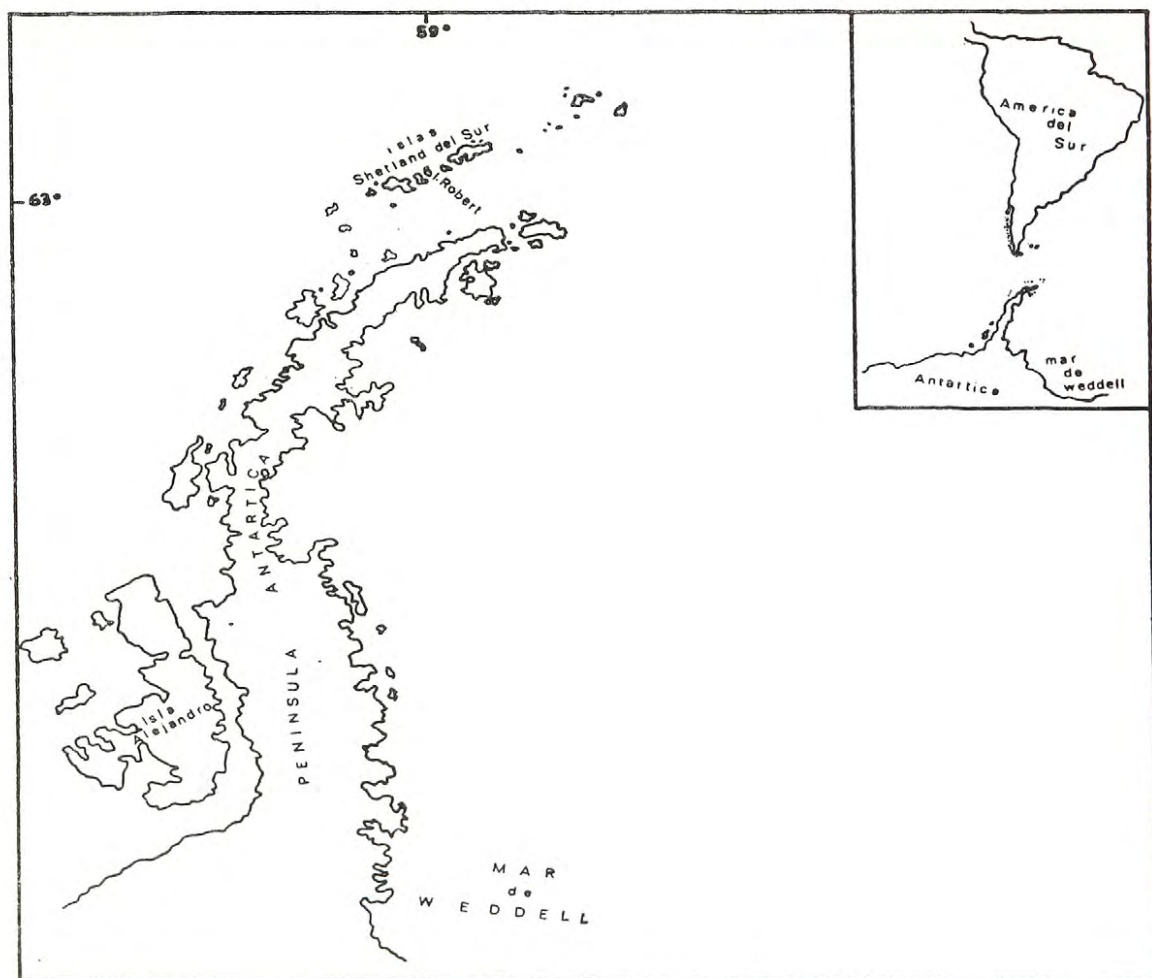 59°
63°
islas
Shetland del Sur
I. Robert
ANTARTICA
PENINSULA
Isla
Alejandro
MAR
de
WEDDELL
America
del
Sur
Antartica
mar
de
weddell